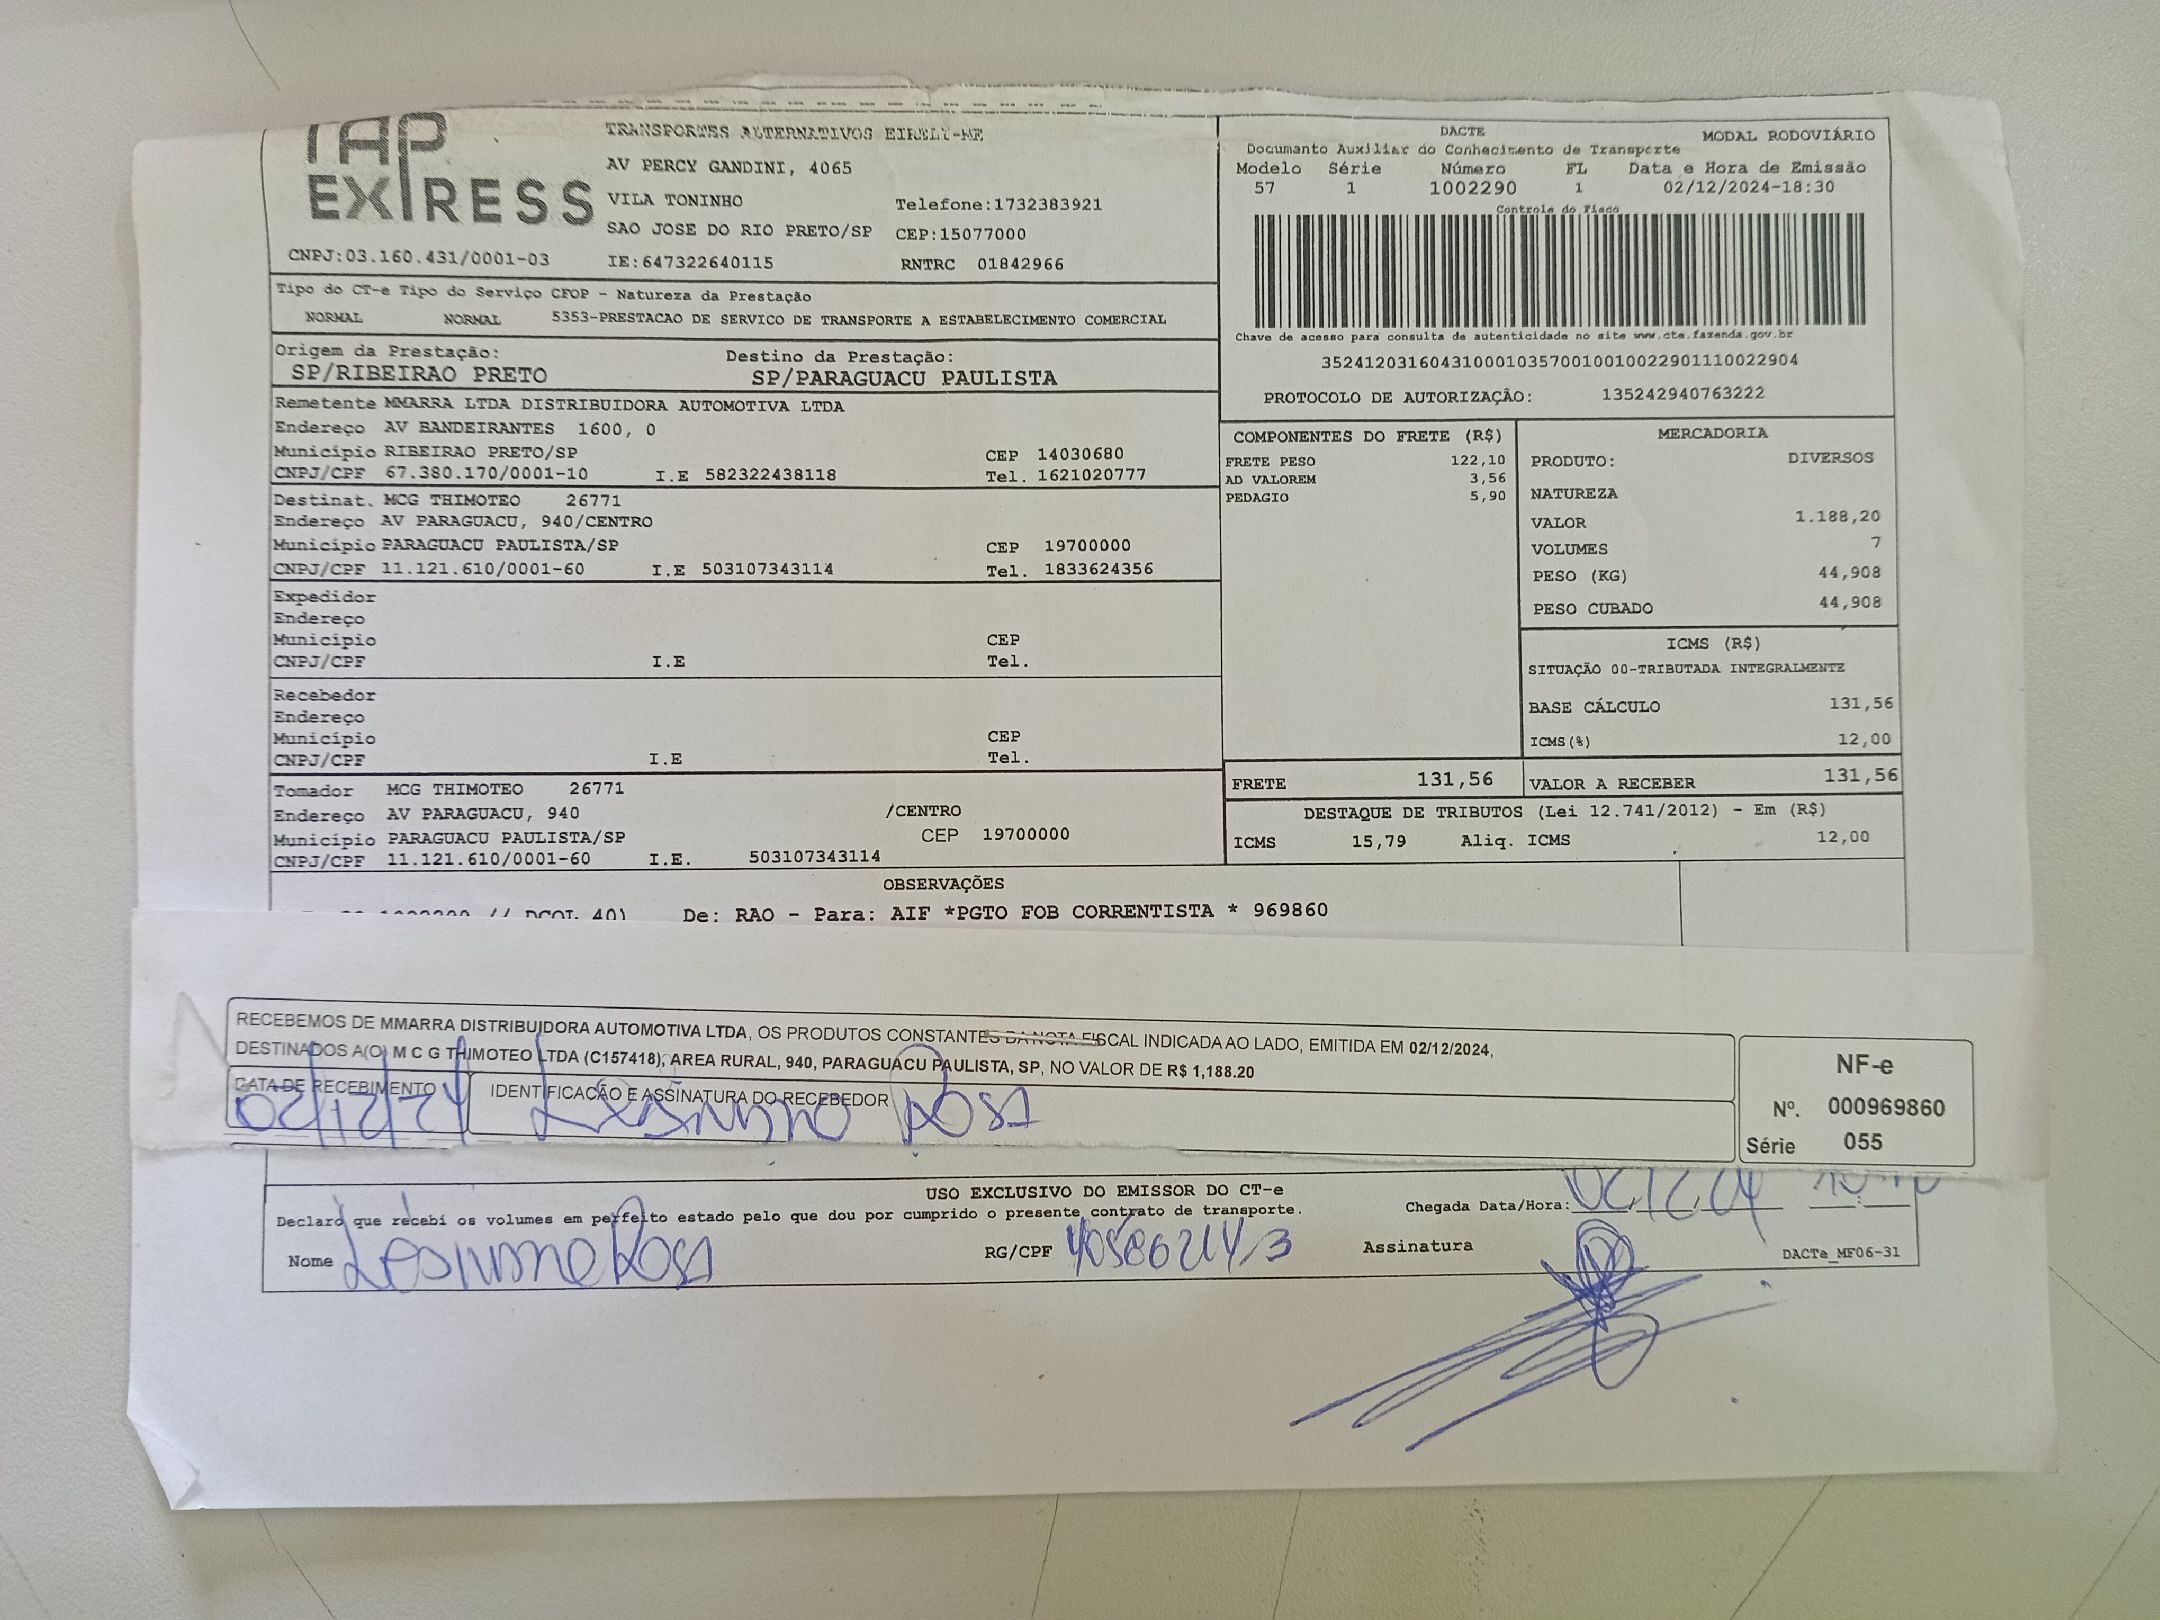 TAP
EXPRESS
TRANSPORTES ALTERNATIVOS EIRELI-ME
AV PERCY GANDINI, 4065
VILA TONINHO Telefone:1732383921
SAO JOSE DO RIO PRETO/SP CEP:15077000
CNPJ:03.160.431/0001-03 IE:647322640115 RNTRC 01842966
DACTE MODAL RODOVIÁRIO
Documanto Auxiliar do Conhecimento de Transporte
Modelo Série Número FL Data e Hora de Emissão
57 1 1002290 1 02/12/2024-18:30
Controle do Fisco
Chave de acesso para consulta de autenticidade no site www.cte.fazenda.gov.br
35241203160431000103570010010022901110022904
PROTOCOLO DE AUTORIZAÇÃO: 135242940763222
Tipo do CT-e Tipo do Serviço CFOP - Natureza da Prestação
NORMAL NORMAL 5353-PRESTACAO DE SERVICO DE TRANSPORTE A ESTABELECIMENTO COMERCIAL
Origem da Prestação: Destino da Prestação:
SP/RIBEIRAO PRETO SP/PARAGUACU PAULISTA
Remetente MMARRA LTDA DISTRIBUIDORA AUTOMOTIVA LTDA
Endereço AV BANDEIRANTES 1600, 0
Município RIBEIRAO PRETO/SP CEP 14030680
CNPJ/CPF 67.380.170/0001-10 I.E 582322438118 Tel. 1621020777
Destinat. MCG THIMOTEO 26771
Endereço AV PARAGUACU, 940/CENTRO
Município PARAGUACU PAULISTA/SP CEP 19700000
CNPJ/CPF 11.121.610/0001-60 I.E 503107343114 Tel. 1833624356
Expedidor
Endereço
Município CEP
CNPJ/CPF I.E Tel.
Recebedor
Endereço
Município CEP
CNPJ/CPF I.E Tel.
Tomador MCG THIMOTEO 26771
Endereço AV PARAGUACU, 940 /CENTRO
Município PARAGUACU PAULISTA/SP CEP 19700000
CNPJ/CPF 11.121.610/0001-60 I.E. 503107343114
COMPONENTES DO FRETE (R$)
FRETE PESO 122,10
AD VALOREM 3,56
PEDAGIO 5,90
MERCADORIA
PRODUTO: DIVERSOS
NATUREZA
VALOR 1.188,20
VOLUMES 7
PESO (KG) 44,908
PESO CUBADO 44,908
ICMS (R$)
SITUAÇÃO 00-TRIBUTADA INTEGRALMENTE
BASE CÁLCULO 131,56
ICMS(%) 12,00
FRETE 131,56 VALOR A RECEBER 131,56
DESTAQUE DE TRIBUTOS (Lei 12.741/2012) - Em (R$)
ICMS 15,79 Aliq. ICMS 12,00
OBSERVAÇÕES
De: RAO - Para: AIF *PGTO FOB CORRENTISTA * 969860
RECEBEMOS DE MMARRA DISTRIBUIDORA AUTOMOTIVA LTDA, OS PRODUTOS CONSTANTES DA NOTA FISCAL INDICADA AO LADO, EMITIDA EM 02/12/2024,
DESTINADOS A(O) M C G THIMOTEO LTDA (C157418), AREA RURAL, 940, PARAGUACU PAULISTA, SP, NO VALOR DE R$ 1,188.20
DATA DE RECEBIMENTO IDENTIFICAÇÃO E ASSINATURA DO RECEBEDOR
02/12/24 Rosa
NF-e
Nº. 000969860
Série 055
USO EXCLUSIVO DO EMISSOR DO CT-e
Declaro que recebi os volumes em perfeito estado pelo que dou por cumprido o presente contrato de transporte. Chegada Data/Hora:
Nome Rosa RG/CPF Assinatura DACTe_MF06-31